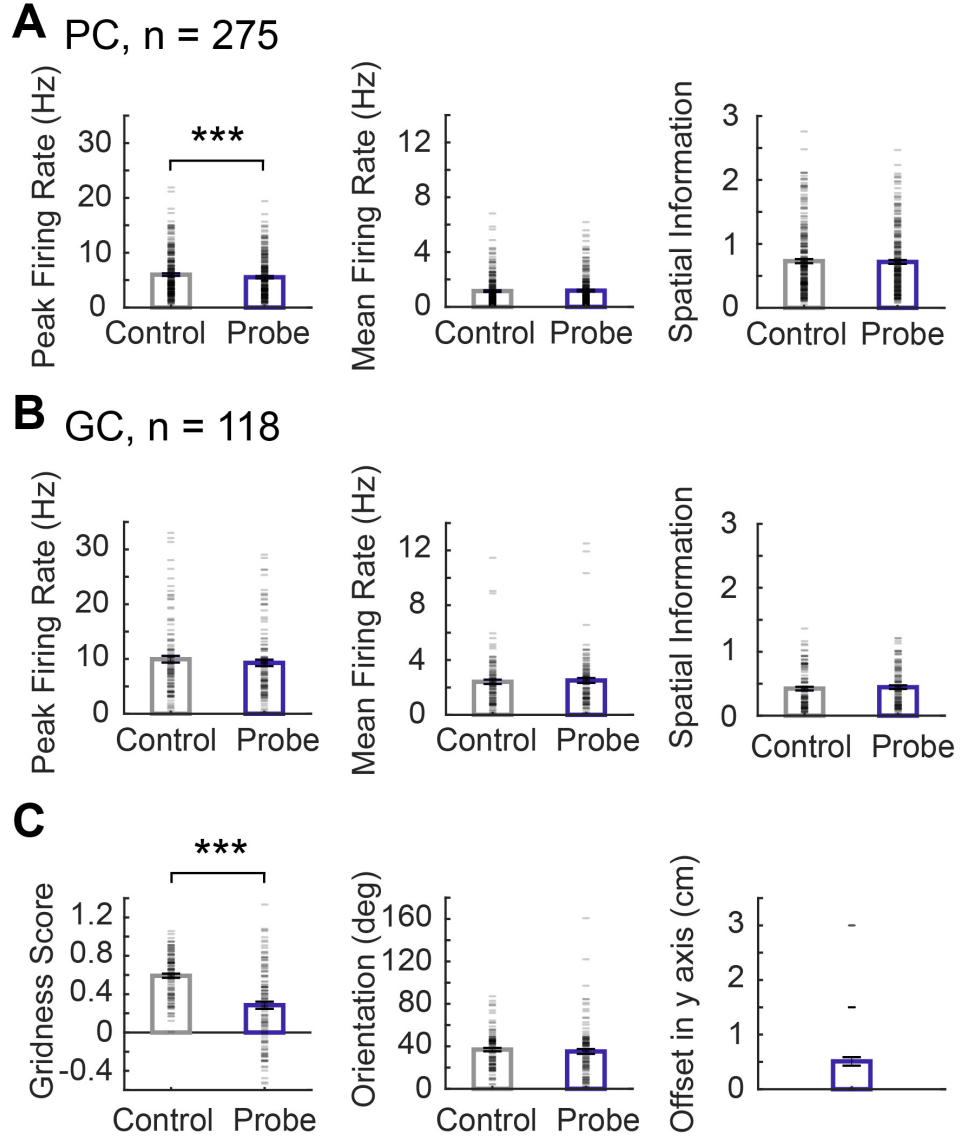 A PC, n = 275
Peak Firing Rate (Hz)
30
20
10
0
***
Control Probe
Mean Firing Rate (Hz)
12
8
4
0
Control Probe
Spatial Information
3
2
1
0
Control Probe
B GC, n = 118
Peak Firing Rate (Hz)
30
20
10
0
Control Probe
Mean Firing Rate (Hz)
12
8
4
0
Control Probe
Spatial Information
3
2
1
0
Control Probe
C
Gridness Score
1.2
0.8
0.4
0
-0.4
***
Control Probe
Orientation (deg)
160
120
80
40
0
Control Probe
Offset in y axis (cm)
3
2
1
0